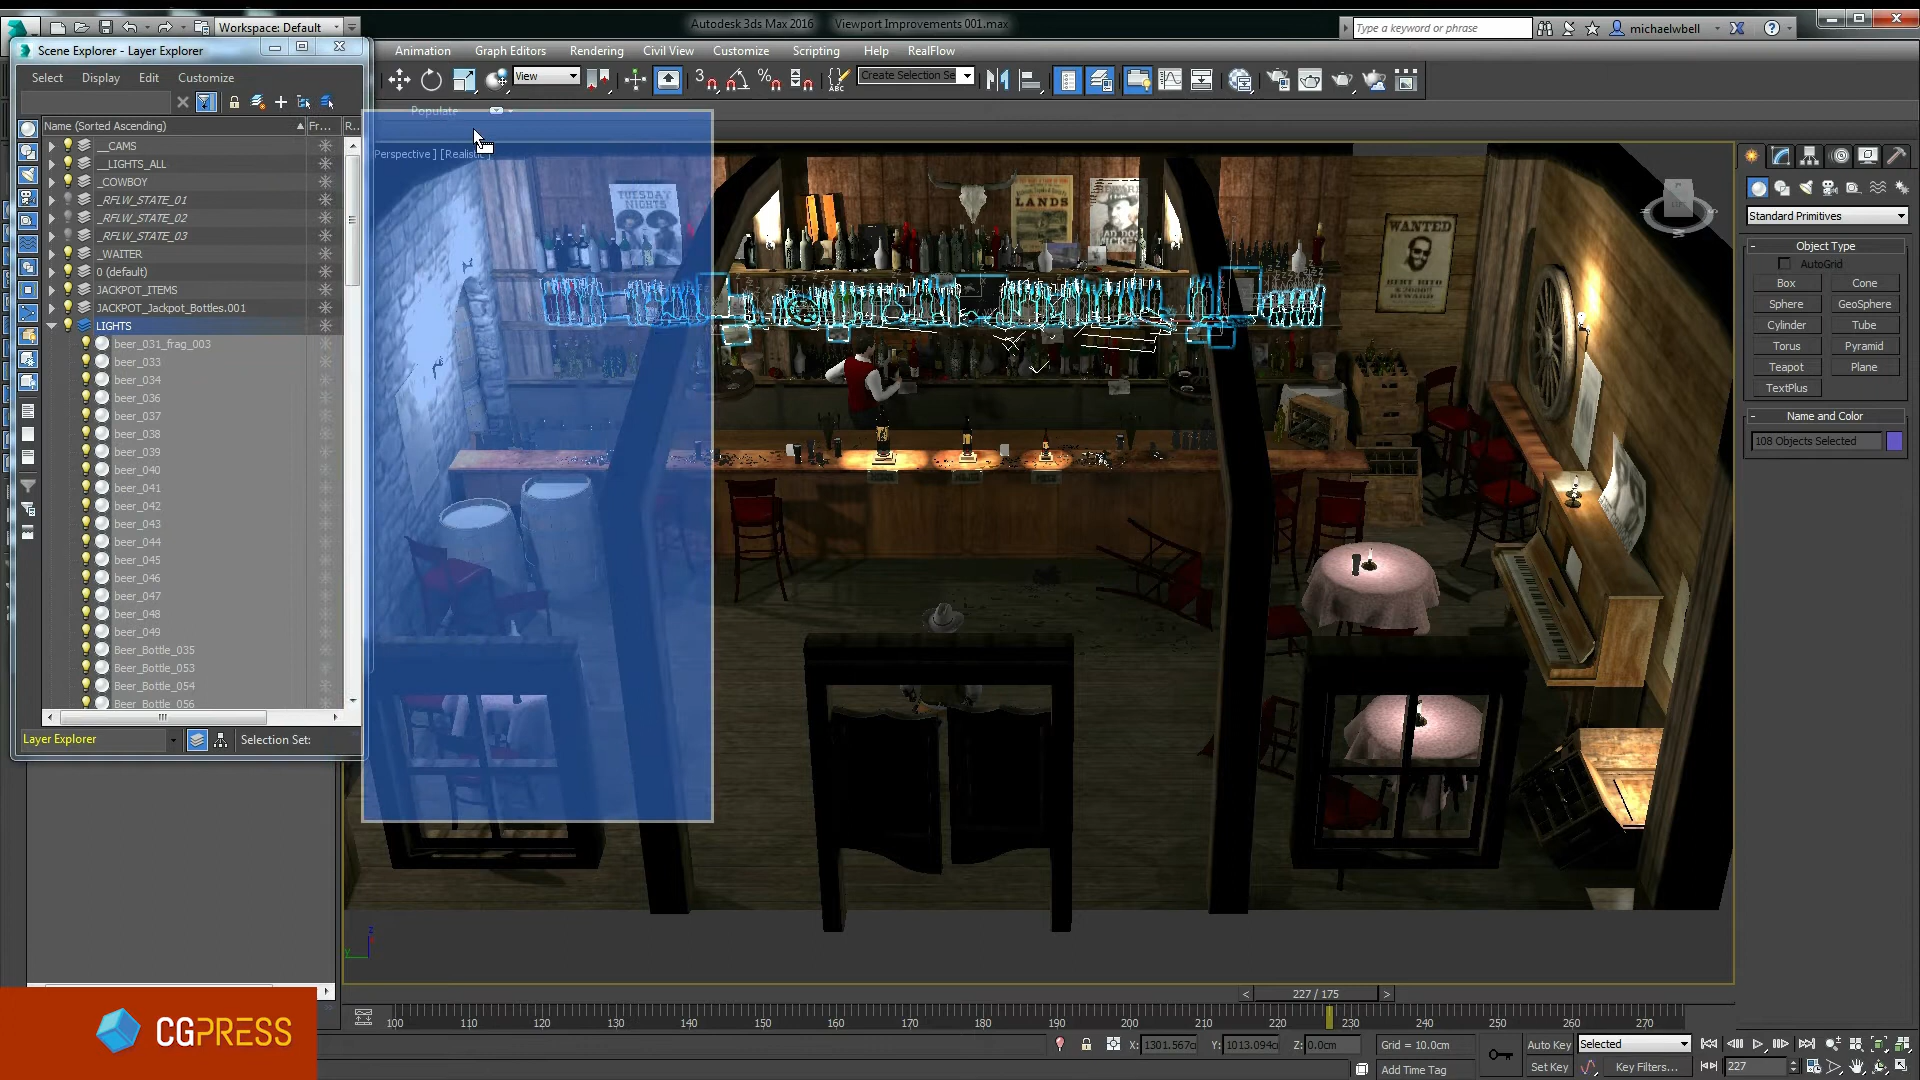 Workspace: Default
Autodesk 3ds Max 2016
Viewport Improvements 001.max
Type a keyword or phrase
michaelwbell
Scene Explorer - Layer Explorer
Animation
Graph Editors
Rendering
Civil View
Customize
Scripting
Help
RealFlow
Select
Display
Edit
Customize
View
3
ABC
Create Selection Se
Populate
Name (Sorted Ascending)
Fr...
R...
Perspective ] [Realistic ]
__CAMS
__LIGHTS_ALL
_COWBOY
_RFLW_STATE_01
_RFLW_STATE_02
_RFLW_STATE_03
_WAITER
0 (default)
JACKPOT_ITEMS
JACKPOT_Jackpot_Bottles.001
LIGHTS
beer_031_frag_003
beer_033
beer_034
beer_036
beer_037
beer_038
beer_039
beer_040
beer_041
beer_042
beer_043
beer_044
beer_045
beer_046
beer_047
beer_048
beer_049
Beer_Bottle_035
Beer_Bottle_053
Beer_Bottle_054
Beer_Bottle_056
Layer Explorer
Selection Set:
TUESDAY
NIGHTS
LANDS
WANTED
Standard Primitives
Object Type
AutoGrid
Box
Cone
Sphere
GeoSphere
Cylinder
Tube
Torus
Pyramid
Teapot
Plane
TextPlus
Name and Color
108 Objects Selected
227 / 175
100 110 120 130 140 150 160 170 180 190 200 210 220 230 240 250 260 270
CGPRESS
X: 1301.567c
Y: 1013.094c
Z: 0.0cm
Grid = 10.0cm
Auto Key
Selected
Add Time Tag
Set Key
Key Filters...
227